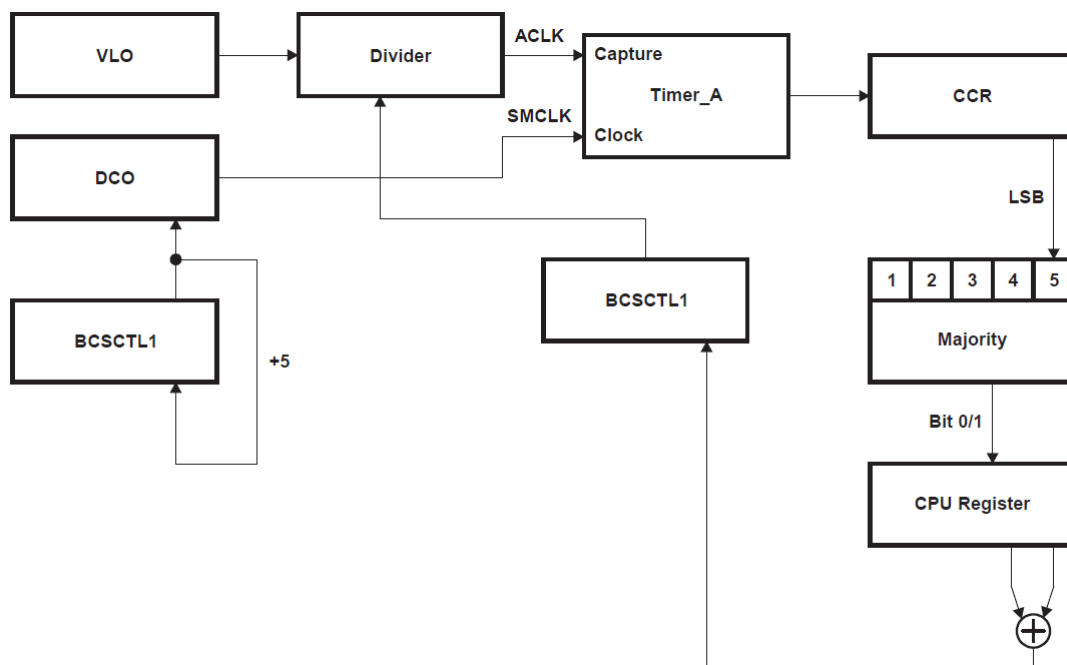 VLO
Divider
ACLK
Capture
Timer_A
CCR
SMCLK
Clock
DCO
LSB
BCSCTL1
+5
BCSCTL1
1 2 3 4 5
Majority
Bit 0/1
CPU Register